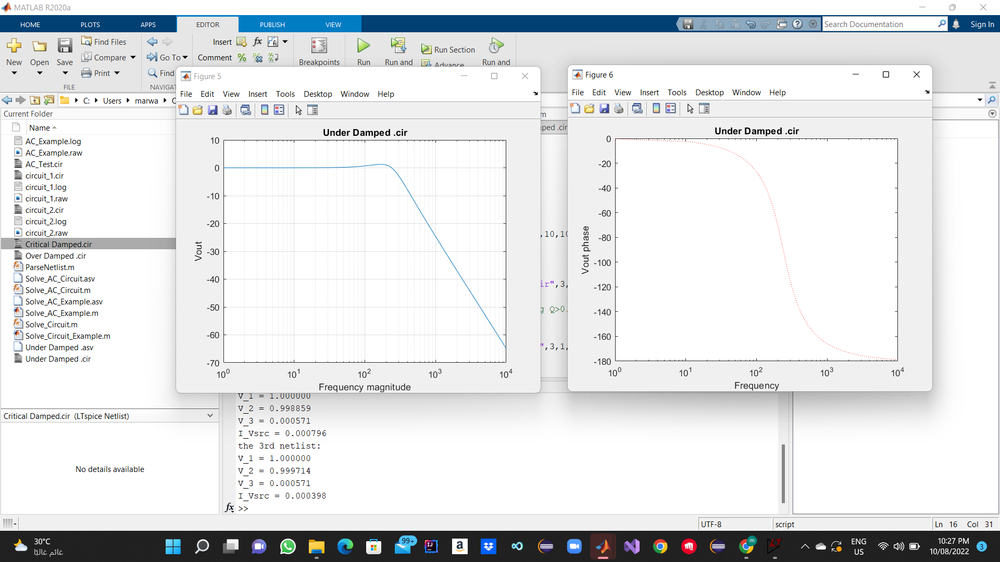 MATLAB R2020a
HOME PLOTS APPS EDITOR PUBLISH VIEW
Search Documentation
Sign In
New
Open
Save
Find Files
Compare
Print
FILE
Go To
Find
Insert
Comment
Breakpoints
Run
Run and
Run Section
Advance
Run and
C: Users marwa
Current Folder
Name
AC_Example.log
AC_Example.raw
AC_Test.cir
circuit_1.cir
circuit_1.log
circuit_1.raw
circuit_2.cir
circuit_2.log
circuit_2.raw
Critical Damped.cir
Over Damped .cir
ParseNetlist.m
Solve_AC_Circuit.asv
Solve_AC_Circuit.m
Solve_AC_Example.asv
Solve_AC_Example.m
Solve_Circuit.m
Solve_Circuit_Example.m
Under Damped .asv
Under Damped .cir
Critical Damped.cir (LTspice Netlist)
No details available
Figure 5
File Edit View Insert Tools Desktop Window Help
Under Damped .cir
10
0
-10
-20
-30
-40
-50
-60
-70
Vout
10^0 10^1 10^2 10^3 10^4
Frequency magnitude
,10,10
ir",3,
g Q>0.
",3,1,
Figure 6
File Edit View Insert Tools Desktop Window Help
Under Damped .cir
0
-20
-40
-60
-80
-100
-120
-140
-160
-180
Vout phase
10^0 10^1 10^2 10^3 10^4
Frequency
V_1 = 1.000000
V_2 = 0.998859
V_3 = 0.000571
I_Vsrc = 0.000796
the 3rd netlist:
V_1 = 1.000000
V_2 = 0.999714
V_3 = 0.000571
I_Vsrc = 0.000398
fx >>
UTF-8
script
Ln 16 Col 31
30°C
غائم غالبًا
99+
ENG
US
10:27 PM
10/08/2022
3